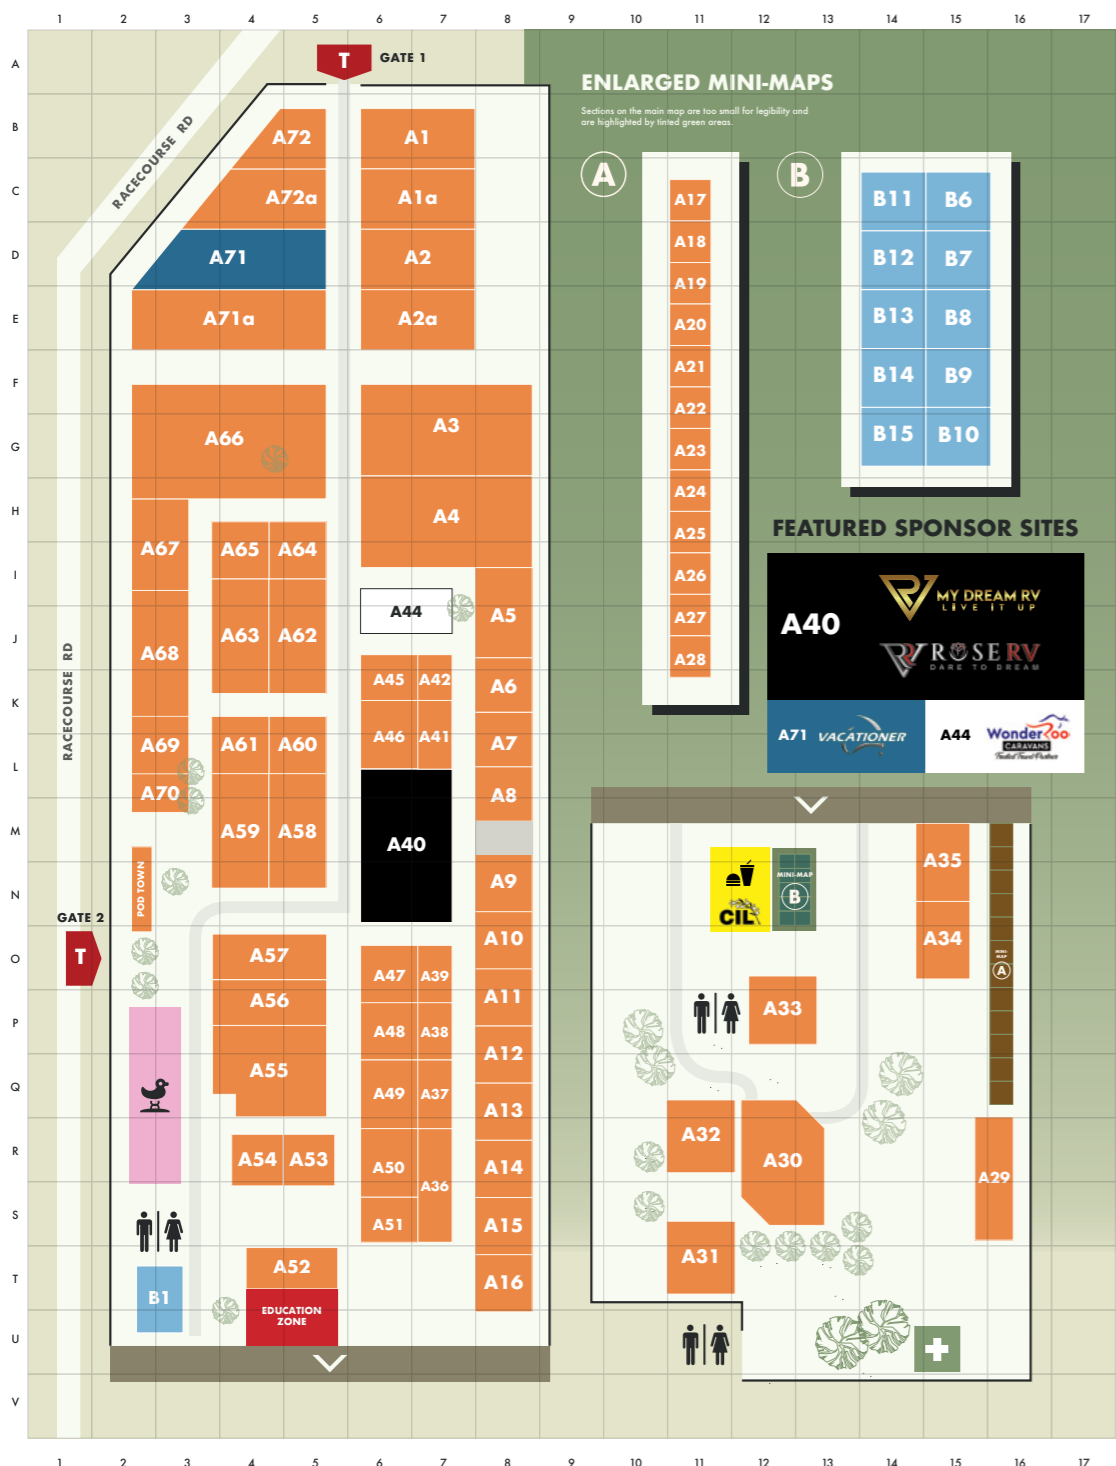 1 2 3 4 5 6 7 8 9 10 11 12 13 14 15 16 17
A
B
C
D
E
F
G
H
I
J
K
L
M
N
O
P
Q
R
S
T
U
V
T GATE 1
RACECOURSE RD
RACECOURSE RD
GATE 2
T
A72 A1
A72a A1a
A71 A2
A71a A2a
A66 A3
A4
A67 A65 A64
A44 A5
A68 A63 A62
A45 A42 A6
A69 A61 A60 A46 A41 A7
A70 A8
A59 A58 A40
POD TOWN
A9
A57 A10
A47 A39
A56 A11
A48 A38
A55 A12
A49 A37 A13
A54 A53 A50 A14
A36
A51 A15
A52 A16
B1
EDUCATION
ZONE
ENLARGED MINI-MAPS
Sections on the main map are too small for legibility and
are highlighted by tinted green areas.
A
A17
A18
A19
A20
A21
A22
A23
A24
A25
A26
A27
A28
B
B11 B6
B12 B7
B13 B8
B14 B9
B15 B10
FEATURED SPONSOR SITES
A40
MY DREAM RV
LIVE IT UP
ROSE RV
DARE TO DREAM
A71 VACATIONER
A44 WonderRoo
CARAVANS
Trusted Travel Partner
CIL
MINI-MAP
B
A35
A34
MINI-
MAP
A
A33
A32 A30
A29
A31
1 2 3 4 5 6 7 8 9 10 11 12 13 14 15 16 17